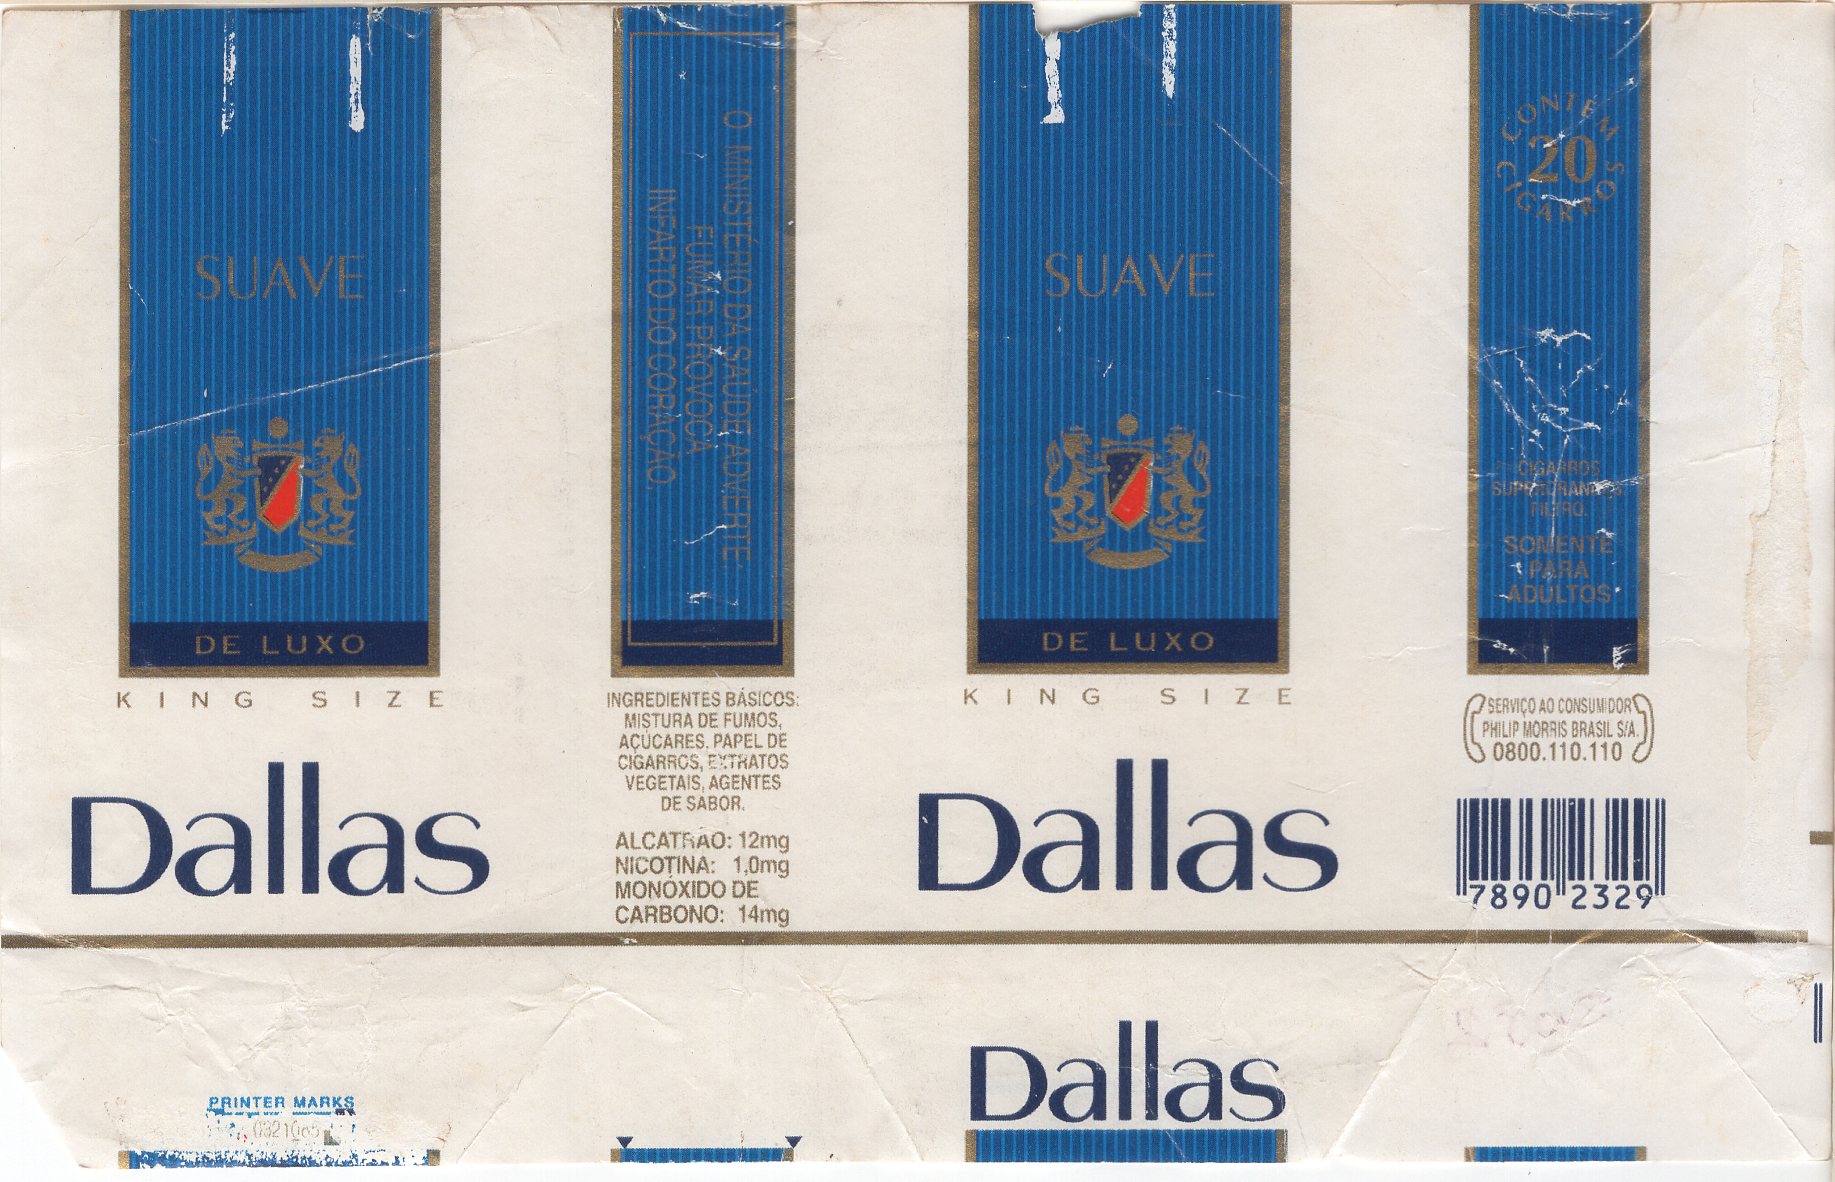 SUAVE
DE LUXO
KING SIZE
Dallas
O MINISTÉRIO DA SAÚDE ADVERTE:
FUMAR PROVOCA
INFARTO DO CORAÇÃO.
INGREDIENTES BÁSICOS:
MISTURA DE FUMOS,
AÇÚCARES, PAPEL DE
CIGARROS, EXTRATOS
VEGETAIS, AGENTES
DE SABOR.
ALCATRÃO: 12mg
NICOTINA: 1,0mg
MONÓXIDO DE
CARBONO: 14mg
SUAVE
DE LUXO
KING SIZE
Dallas
CONTÉM
20
CIGARROS
CIGARROS
SUPERGRANDES
FILTRO.
SOMENTE
PARA
ADULTOS
SERVIÇO AO CONSUMIDOR
PHILIP MORRIS BRASIL S/A.
0800.110.110
7890 2329
Dallas
PRINTER MARKS